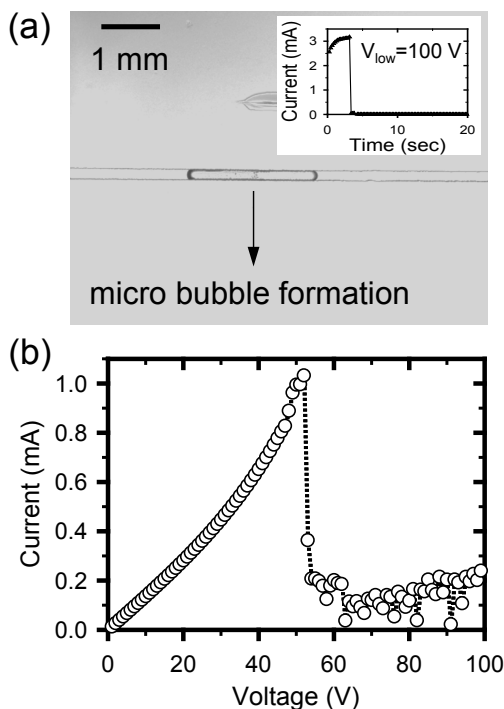 (a)
1 mm
Current (mA)
3
2
1
0
V_low=100 V
0
10
20
Time (sec)
micro bubble formation
(b)
Current (mA)
1.0
0.8
0.6
0.4
0.2
0.0
0
20
40
60
80
100
Voltage (V)